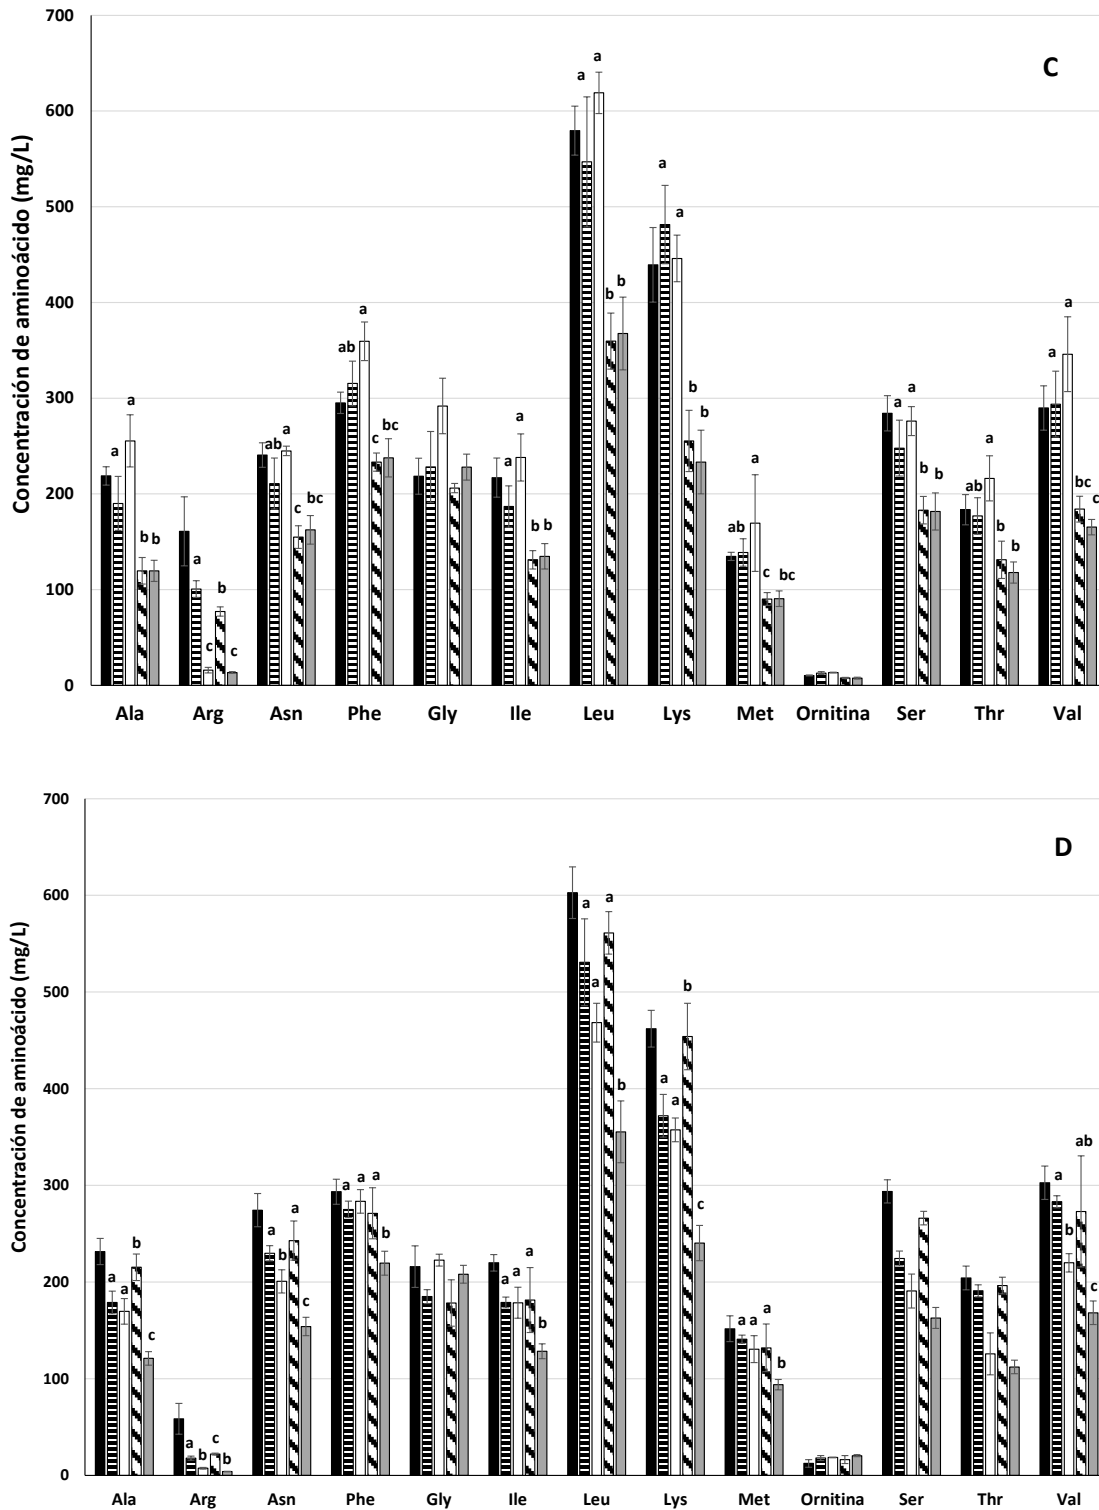 700
C
a
a
600
Concentración de aminoácido (mg/L)
500
a
a
400
a
b
b
a
ab
a
300
a
a
a
ab
a
a
a
a
b
b
c
bc
200
a
b
b
a
ab
bc
c
ab
c
bc
b
b
b
b
b
b
100
a
b
c
bc
c
c
0
Ala Arg Asn Phe Gly Ile Leu Lys Met Ornitina Ser Thr Val
700
D
600
a
a
Concentración de aminoácido (mg/L)
500
a
b
400
a
a
b
300
a
a
a
c
ab
a
b
a
a
b
b
200
a
a
a
a
a
b
c
c
b
c
a
a
a
b
100
a
b
c
b
0
Ala Arg Asn Phe Gly Ile Leu Lys Met Ornitina Ser Thr Val